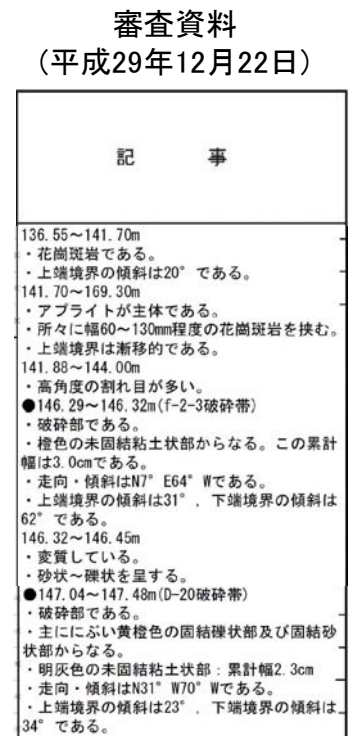 審査資料
(平成29年12月22日)
記　　　事
136.55～141.70m
・花崗斑岩である。
・上端境界の傾斜は20°である。
141.70～169.30m
・アプライトが主体である。
・所々に幅60～130mm程度の花崗斑岩を挟む。
・上端境界は漸移的である。
141.88～144.00m
・高角度の割れ目が多い。
●146.29～146.32m(f-2-3破砕帯)
・破砕部である。
・橙色の未固結粘土状部からなる。この累計
幅は3.0cmである。
・走向・傾斜はN7°E64°Wである。
・上端境界の傾斜は31°，下端境界の傾斜は
62°である。
146.32～146.45m
・変質している。
・砂状～礫状を呈する。
●147.04～147.48m(D-20破砕帯)
・破砕部である。
・主ににぶい黄橙色の固結礫状部及び固結砂
状部からなる。
・明灰色の未固結粘土状部：累計幅2.3cm
・走向・傾斜はN31°W70°Wである。
・上端境界の傾斜は23°，下端境界の傾斜は
34°である。